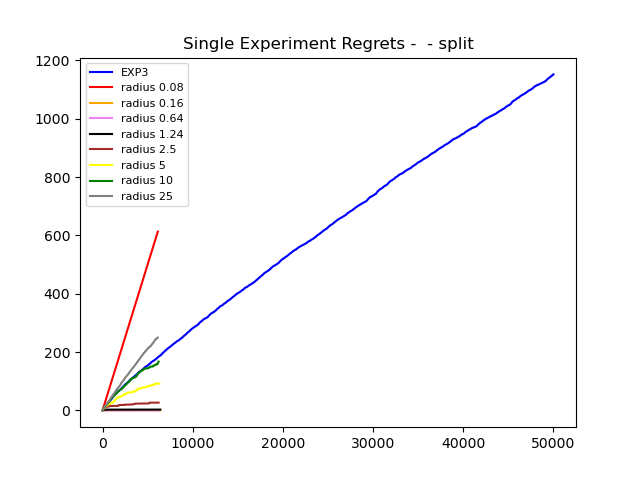 Single Experiment Regrets -  - split
1200
1000
800
600
400
200
0
EXP3
radius 0.08
radius 0.16
radius 0.64
radius 1.24
radius 2.5
radius 5
radius 10
radius 25
0 10000 20000 30000 40000 50000